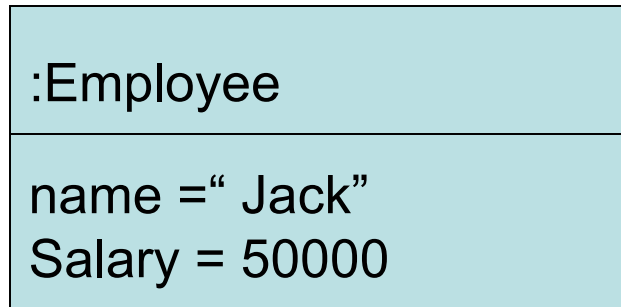 :Employee
name =“ Jack”
Salary = 50000